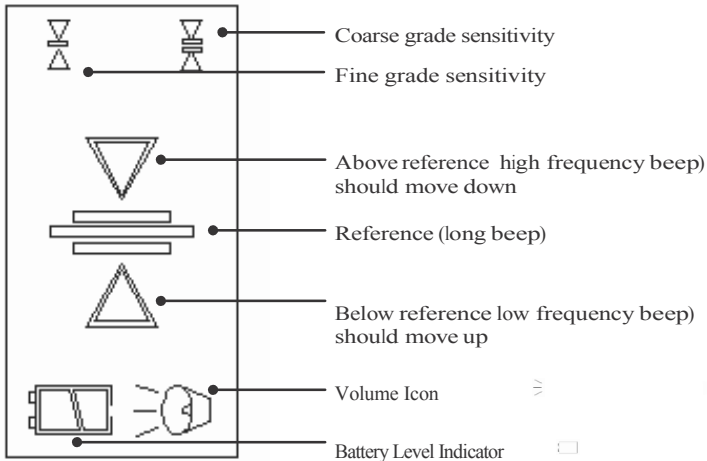 Coarse grade sensitivity
Fine grade sensitivity
Above reference high frequency beep)
should move down
Reference (long beep)
Below reference low frequency beep)
should move up
Volume Icon
Battery Level Indicator